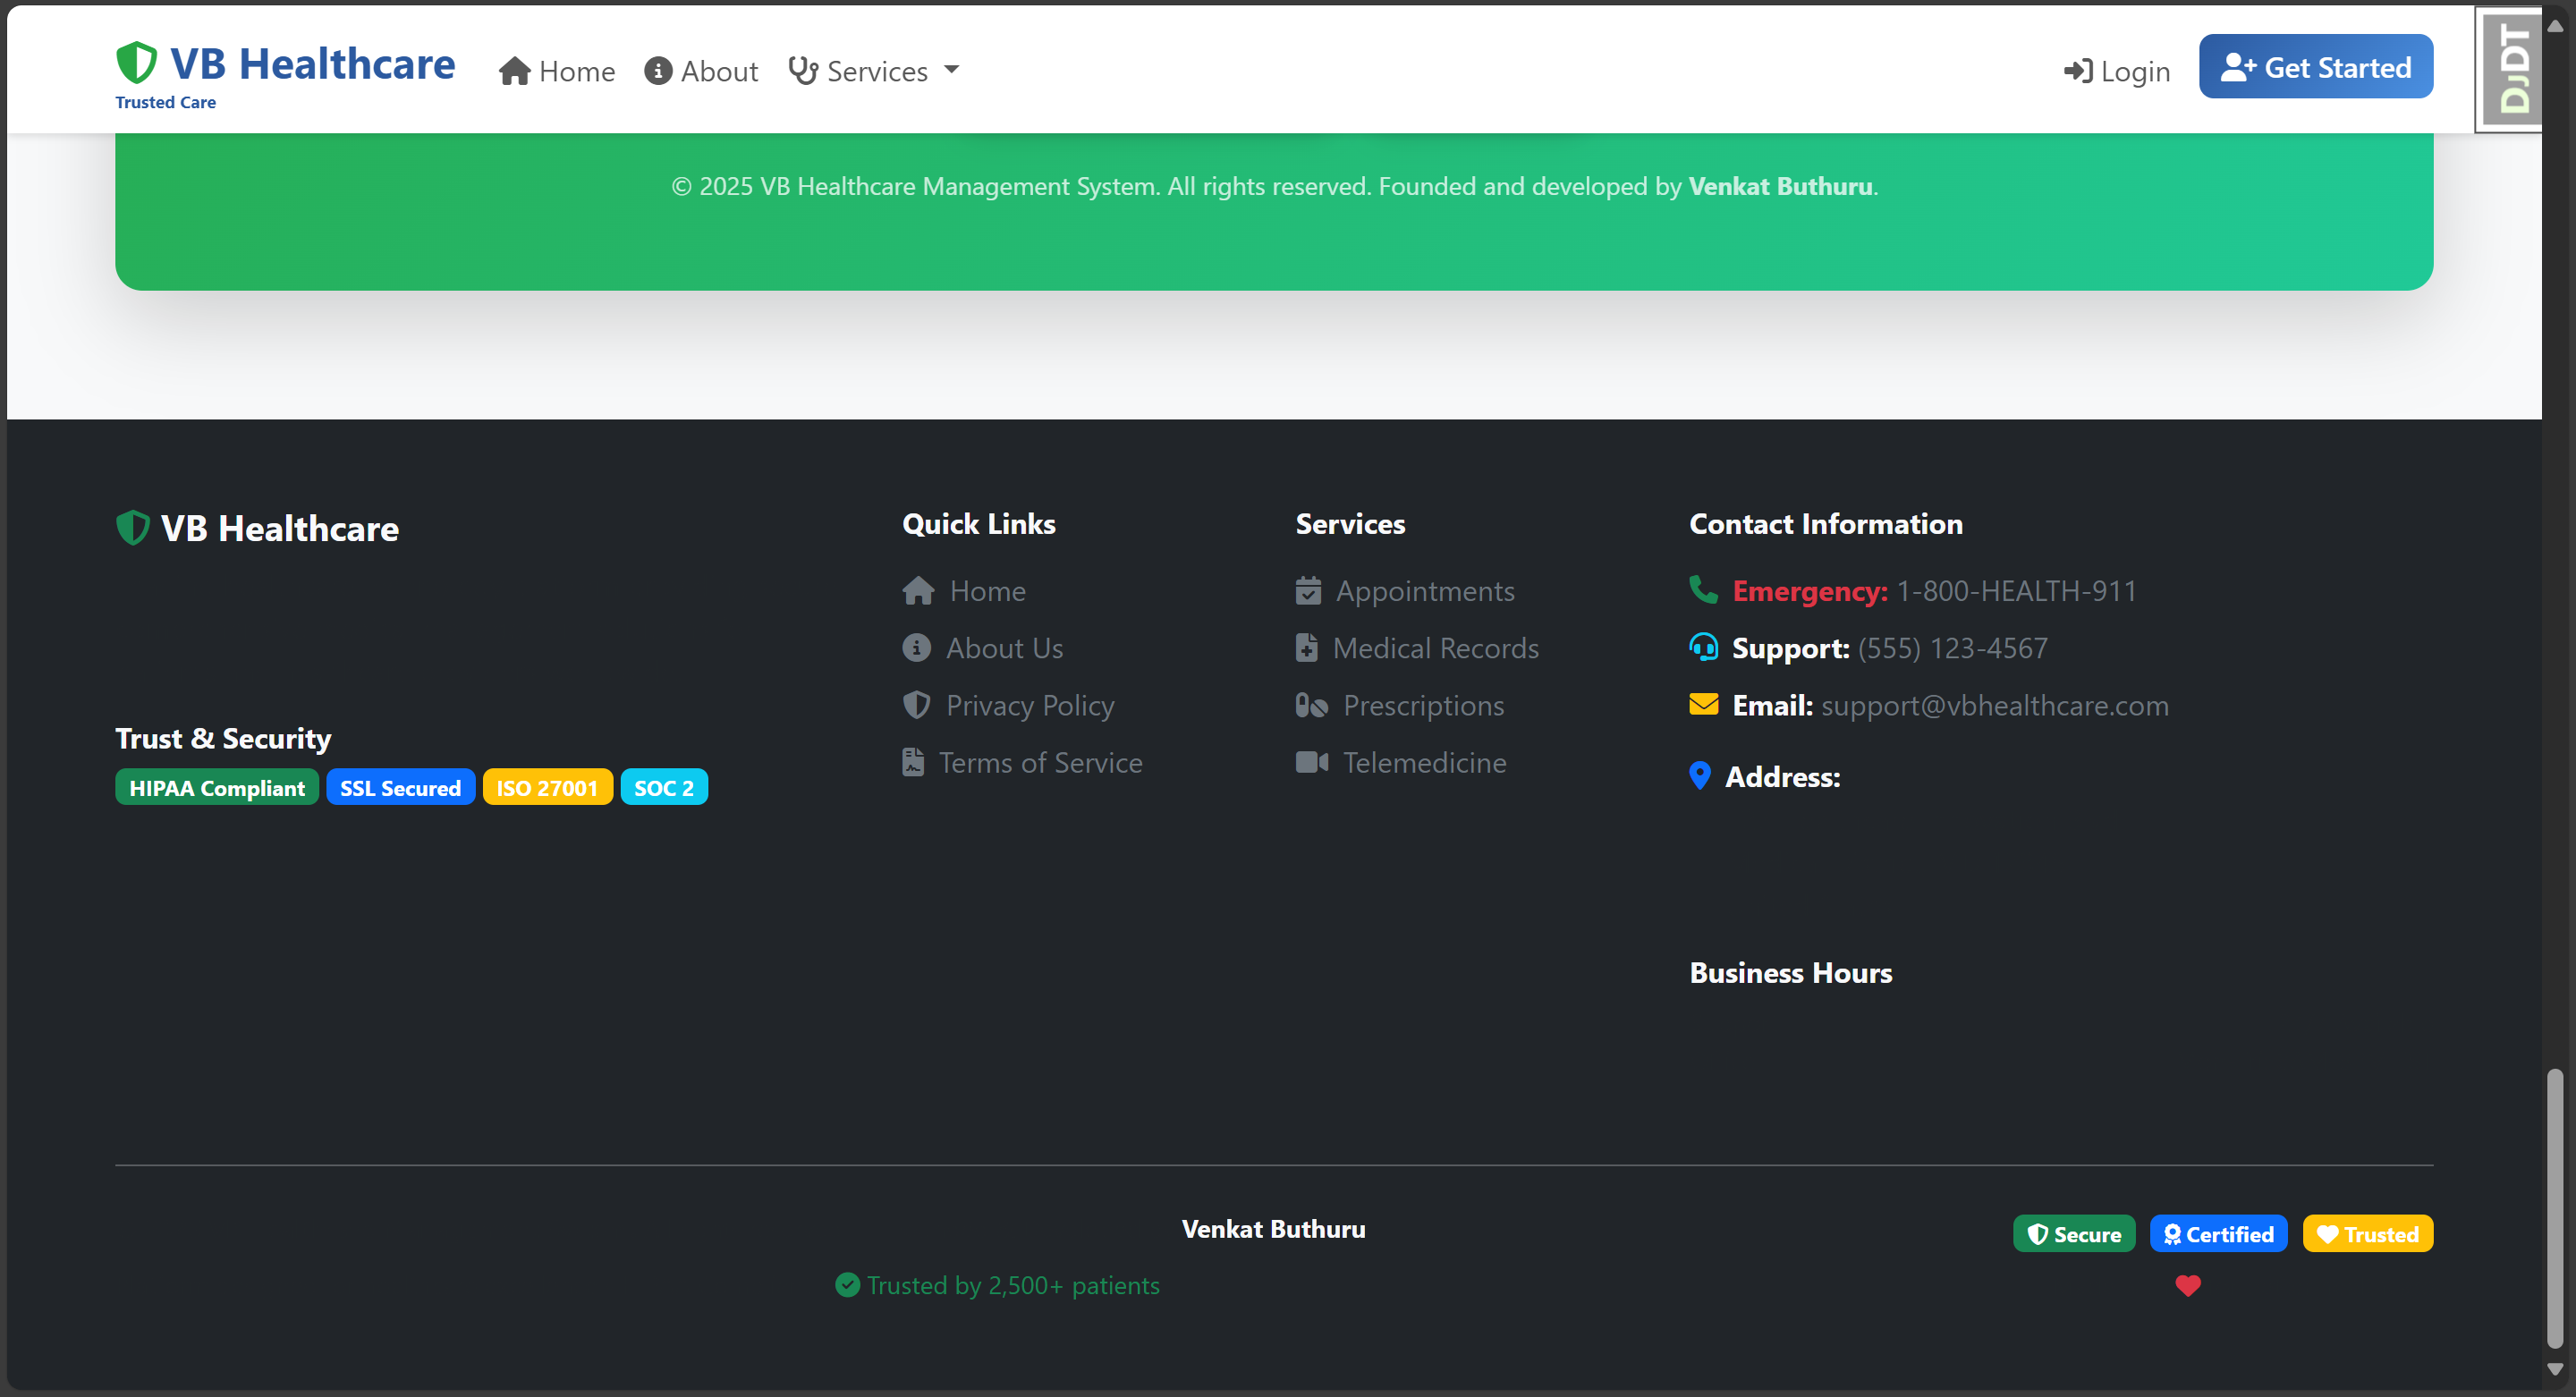 VB Healthcare
Trusted Care
Home
About
Services
Login
Get Started
DJDT
© 2025 VB Healthcare Management System. All rights reserved. Founded and developed by Venkat Buthuru.
VB Healthcare
Trust & Security
HIPAA Compliant SSL Secured ISO 27001 SOC 2
Quick Links
Home
About Us
Privacy Policy
Terms of Service
Services
Appointments
Medical Records
Prescriptions
Telemedicine
Contact Information
Emergency: 1-800-HEALTH-911
Support: (555) 123-4567
Email: support@vbhealthcare.com
Address:
Business Hours
Venkat Buthuru
Trusted by 2,500+ patients
Secure Certified Trusted